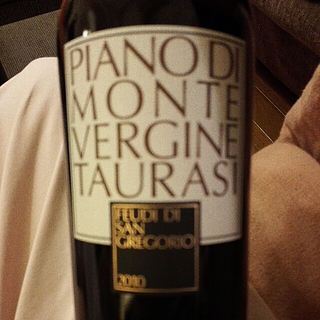 PIANO DI
MONTE
VERGINE
TAURASI
FEUDI DI
SAN
GREGORIO
2010